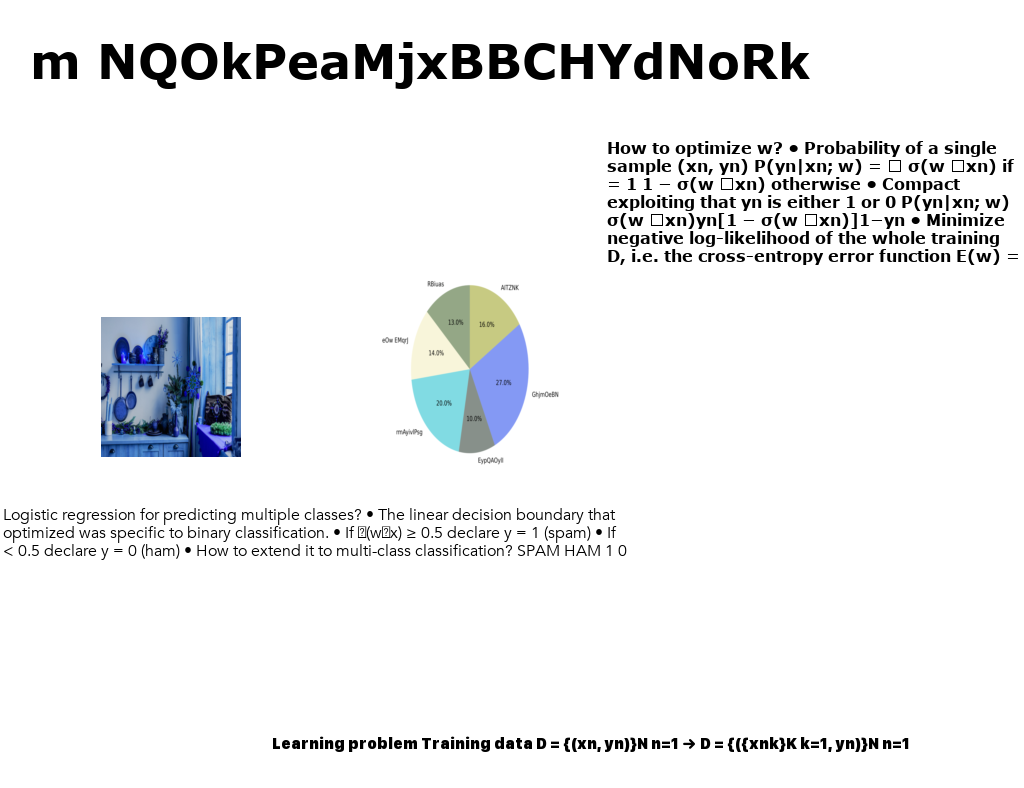 m NQOkPeaMjxBBCHYdNoRk
How to optimize w? • Probability of a single
sample (xn, yn) P(yn|xn; w) = □ σ(w □xn) if
= 1 1 − σ(w □xn) otherwise • Compact
exploiting that yn is either 1 or 0 P(yn|xn; w)
σ(w □xn)yn[1 − σ(w □xn)]1−yn • Minimize
negative log-likelihood of the whole training
D, i.e. the cross-entropy error function E(w) =
RBiuas
AlTZNK
13.0%
16.0%
eOw EMqrJ
14.0%
27.0%
GhjmOeBN
20.0%
10.0%
EypQAOyll
Logistic regression for predicting multiple classes? • The linear decision boundary that
optimized was specific to binary classification. • If □(w□x) ≥ 0.5 declare y = 1 (spam) • If
< 0.5 declare y = 0 (ham) • How to extend it to multi-class classification? SPAM HAM 1 0
Learning problem Training data D = {(xn, yn)}N n=1 → D = {({xnk}K k=1, yn)}N n=1